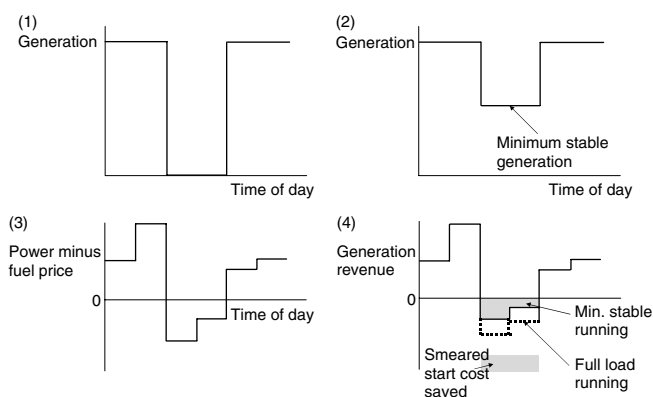 (1)
Generation
Time of day
(2)
Generation
Minimum stable
generation
Time of day
(3)
Power minus
fuel price
0
Time of day
(4)
Generation
revenue
0
Min. stable
running
Smeared
start cost
saved
Full load
running